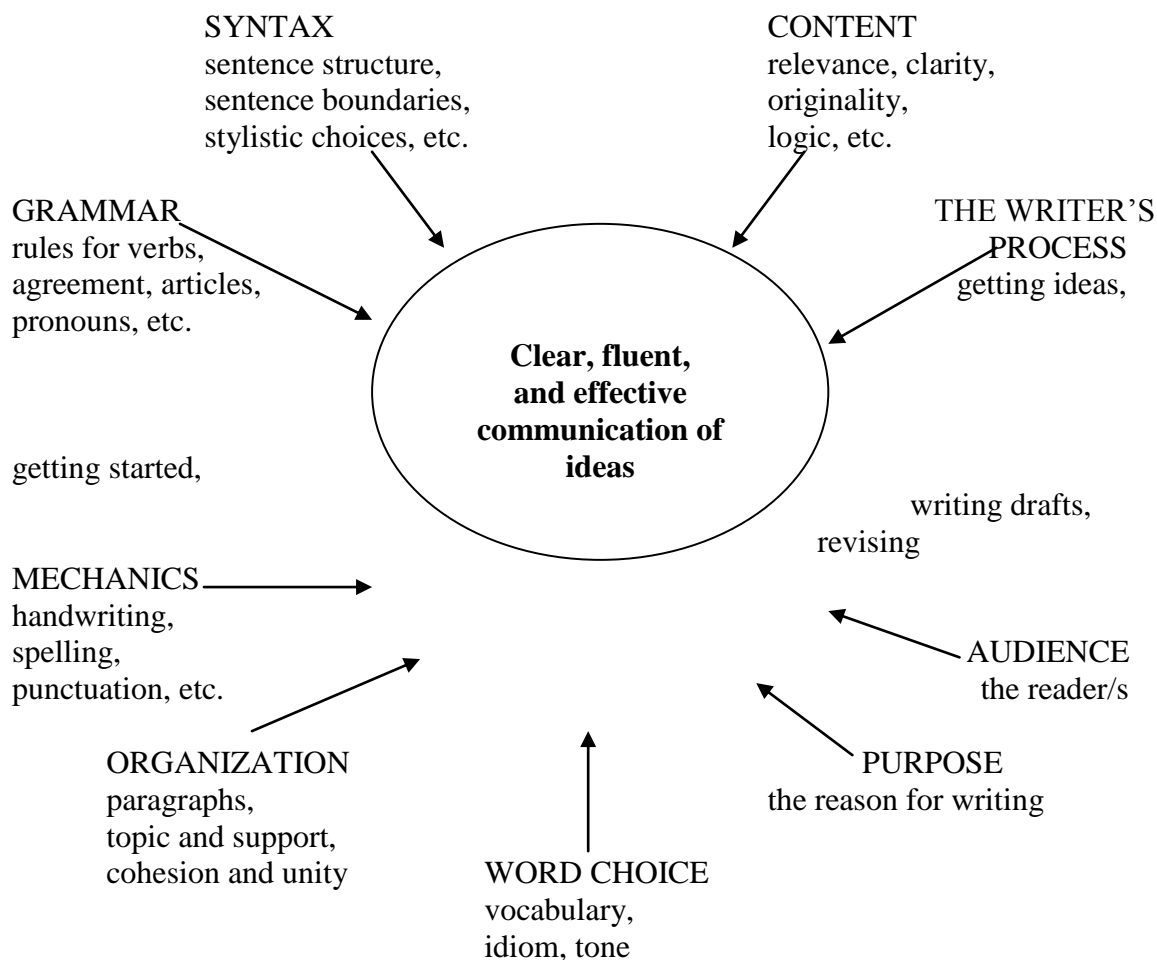 SYNTAX
sentence structure,
sentence boundaries,
stylistic choices, etc.
CONTENT
relevance, clarity,
originality,
logic, etc.
GRAMMAR
rules for verbs,
agreement, articles,
pronouns, etc.
THE WRITER'S
PROCESS
getting ideas,
Clear, fluent,
and effective
communication of
ideas
getting started,
writing drafts,
revising
MECHANICS
handwriting,
spelling,
punctuation, etc.
AUDIENCE
the reader/s
ORGANIZATION
paragraphs,
topic and support,
cohesion and unity
PURPOSE
the reason for writing
WORD CHOICE
vocabulary,
idiom, tone